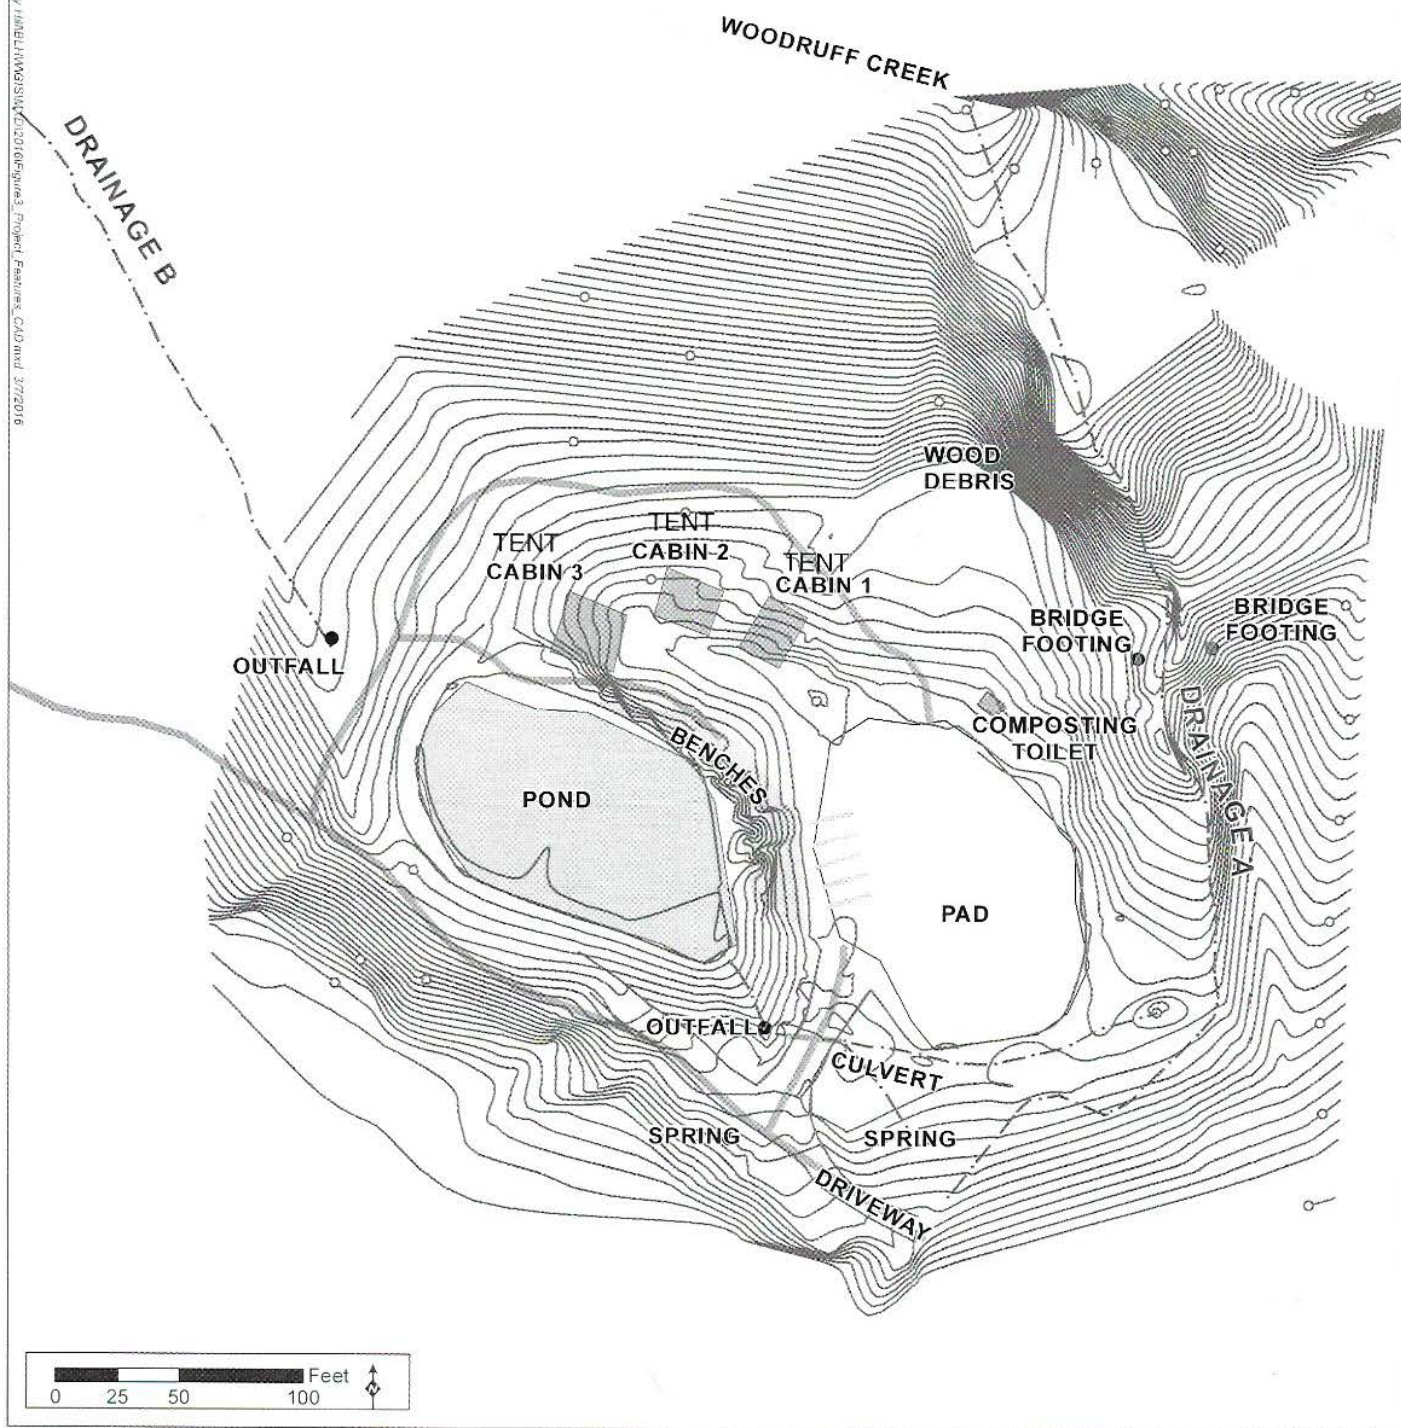 WOODRUFF CREEK
DRAINAGE B
WOOD
DEBRIS
TENT
CABIN 3
TENT
CABIN 2
TENT
CABIN 1
BRIDGE
FOOTING
BRIDGE
FOOTING
OUTFALL
COMPOSTING
TOILET
DRAINAGE A
BENCHES
POND
PAD
OUTFALL
CULVERT
SPRING
SPRING
DRIVEWAY
Feet
0 25 50 100
N